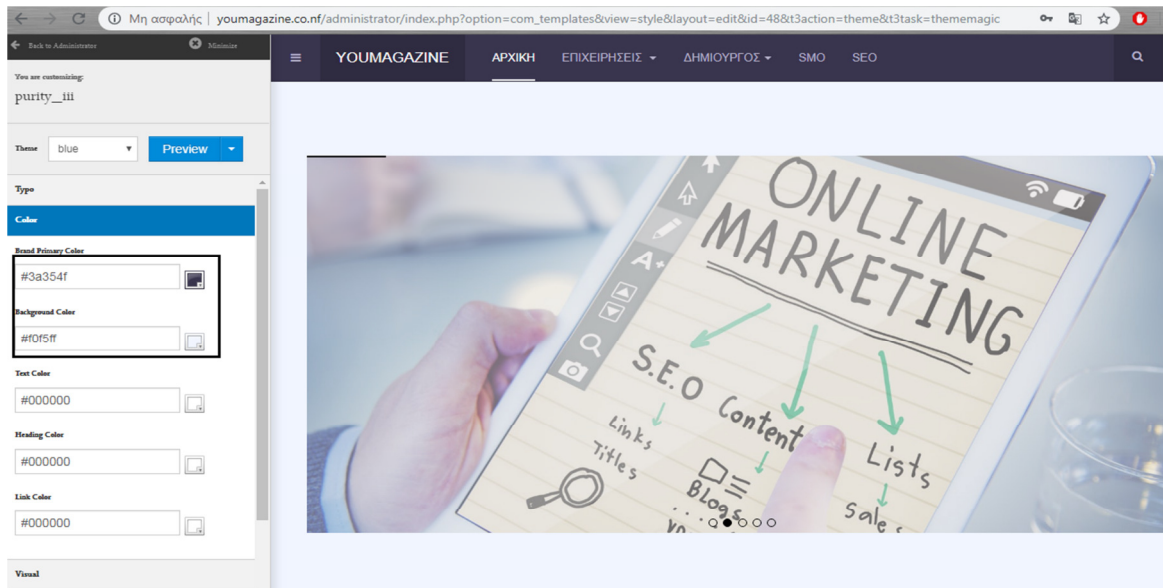 Μη ασφαλής | youmagazine.co.nf/administrator/index.php?option=com_templates&view=style&layout=edit&id=48&t3action=theme&t3task=thememagic
Back to Administrator Minimize
You are customizing:
purity_iii
Theme blue Preview
Typo
Color
Brand Primary Color
#3a354f
Background Color
#f0f5ff
Text Color
#000000
Heading Color
#000000
Link Color
#000000
Visual
YOUMAGAZINE ΑΡΧΙΚΗ ΕΠΙΧΕΙΡΗΣΕΙΣ ΔΗΜΙΟΥΡΓΟΣ SMO SEO
ONLINE
MARKETING
A+
S.E.O Content Lists
Links
Titles
Blogs
Sales